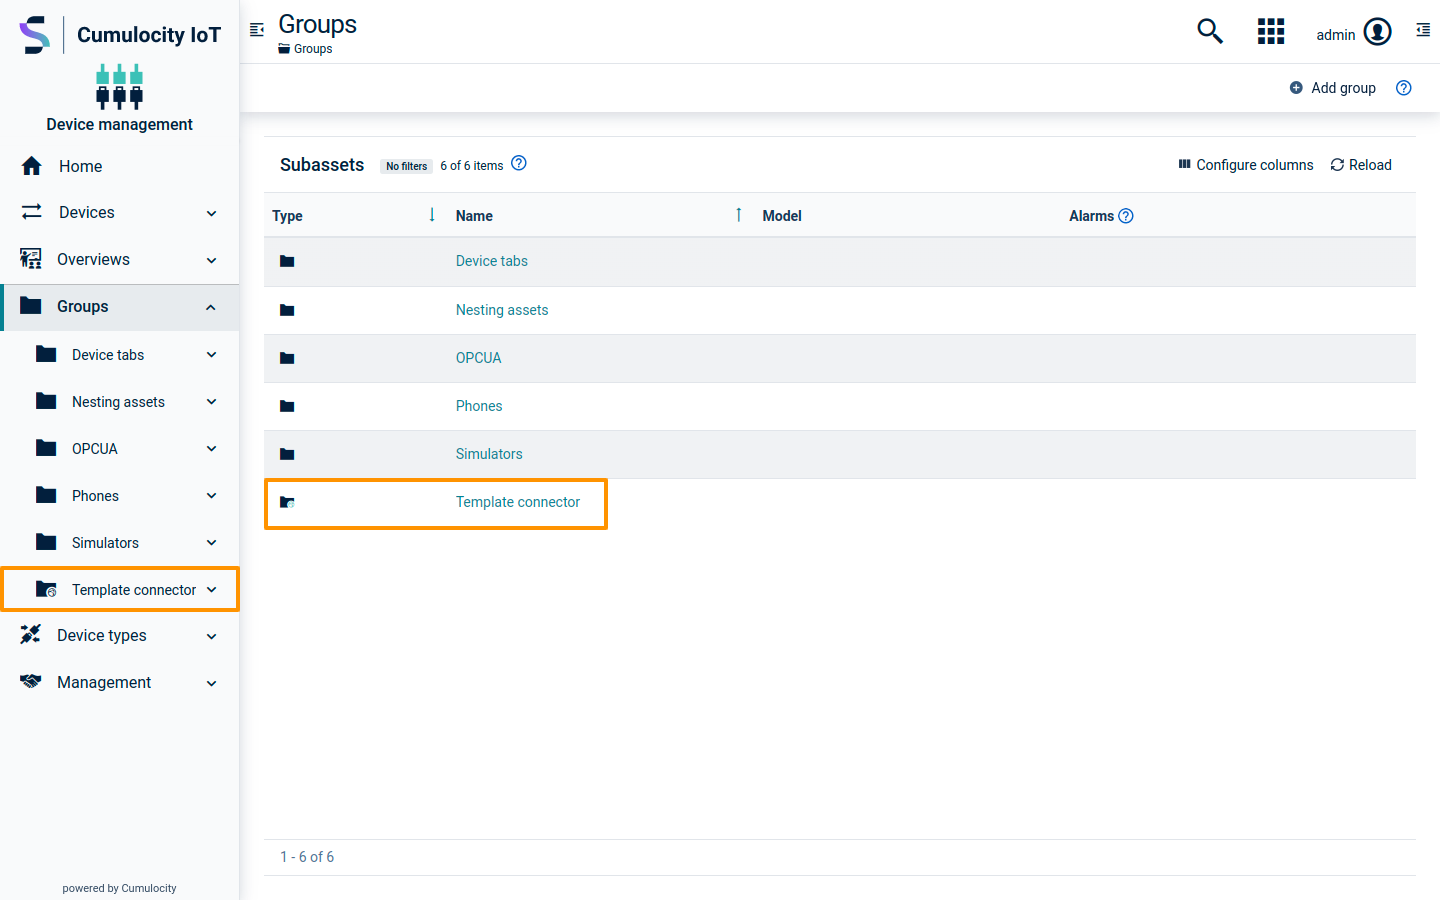 Cumulocity IoT
Device management
Home
Devices
Overviews
Groups
Device tabs
Nesting assets
OPCUA
Phones
Simulators
Template connector
Device types
Management
powered by Cumulocity
Groups
Groups
admin
Add group
Subassets No filters 6 of 6 items
Configure columns Reload
Type Name Model Alarms
Device tabs
Nesting assets
OPCUA
Phones
Simulators
Template connector
1 - 6 of 6